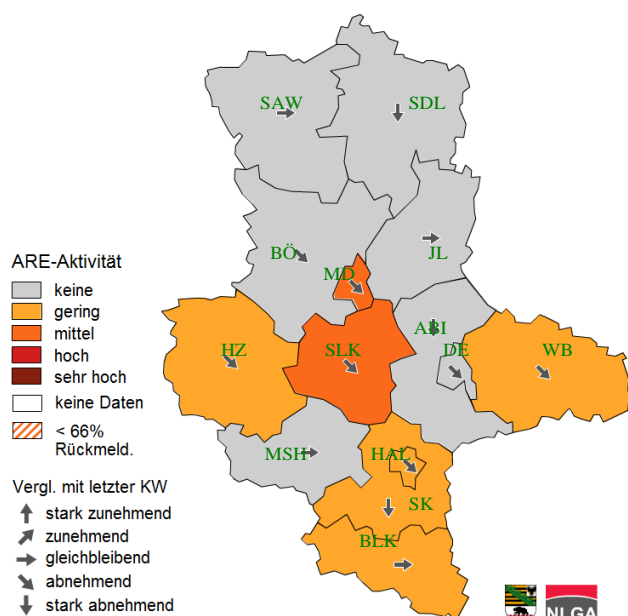 SAW
SDL
BÖ
JL
MD
ABI
HZ
SLK
DE
WB
MSH
HAL
SK
BLK
ARE-Aktivität
keine
gering
mittel
hoch
sehr hoch
keine Daten
< 66%
Rückmeld.
Vergl. mit letzter KW
stark zunehmend
zunehmend
gleichbleibend
abnehmend
stark abnehmend
NLGA